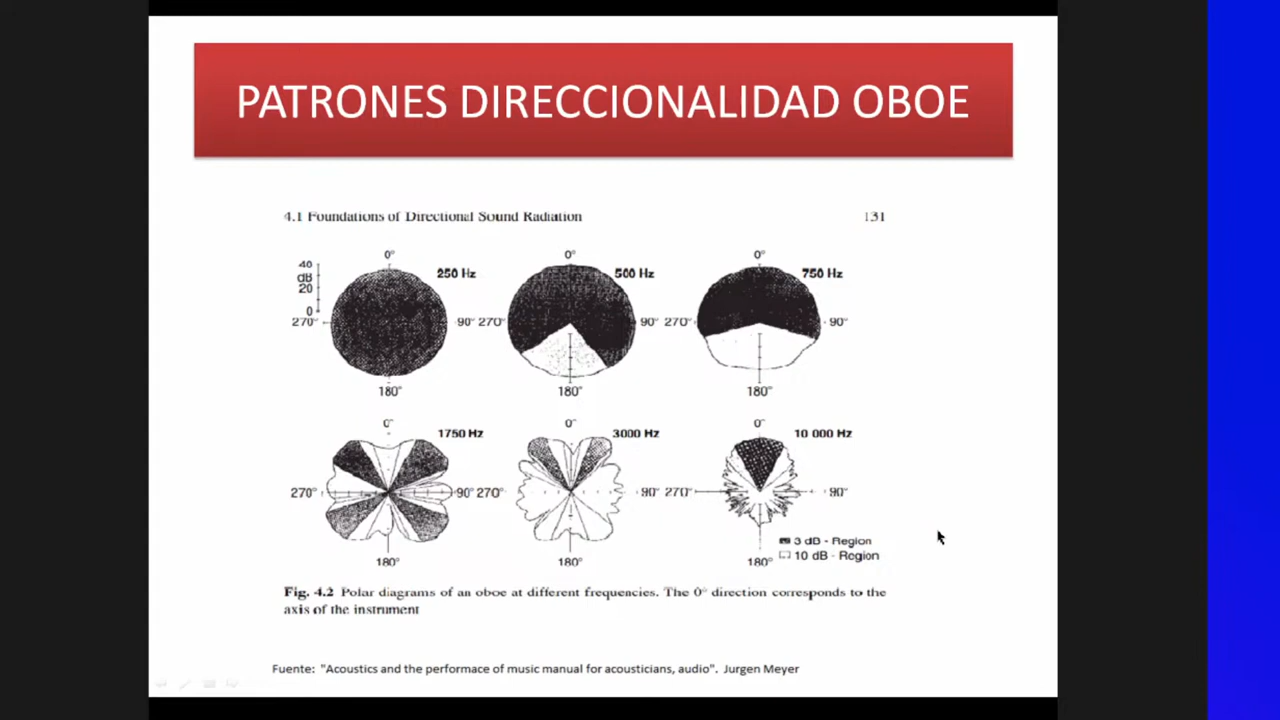 PATRONES DIRECCIONALIDAD OBOE
4.1 Foundations of Directional Sound Radiation 131
0° 0° 0°
40
dB
20
0
250 Hz 500 Hz 750 Hz
270° 90° 270° 90° 270° 90°
180° 180° 180°
0° 0° 0°
1750 Hz 3000 Hz 10 000 Hz
270° 90° 270° 90° 270° 90°
3 dB - Region
10 dB - Region
180° 180° 180°
Fig. 4.2 Polar diagrams of an oboe at different frequencies. The 0° direction corresponds to the
axis of the instrument
Fuente: "Acoustics and the performace of music manual for acousticians, audio". Jurgen Meyer